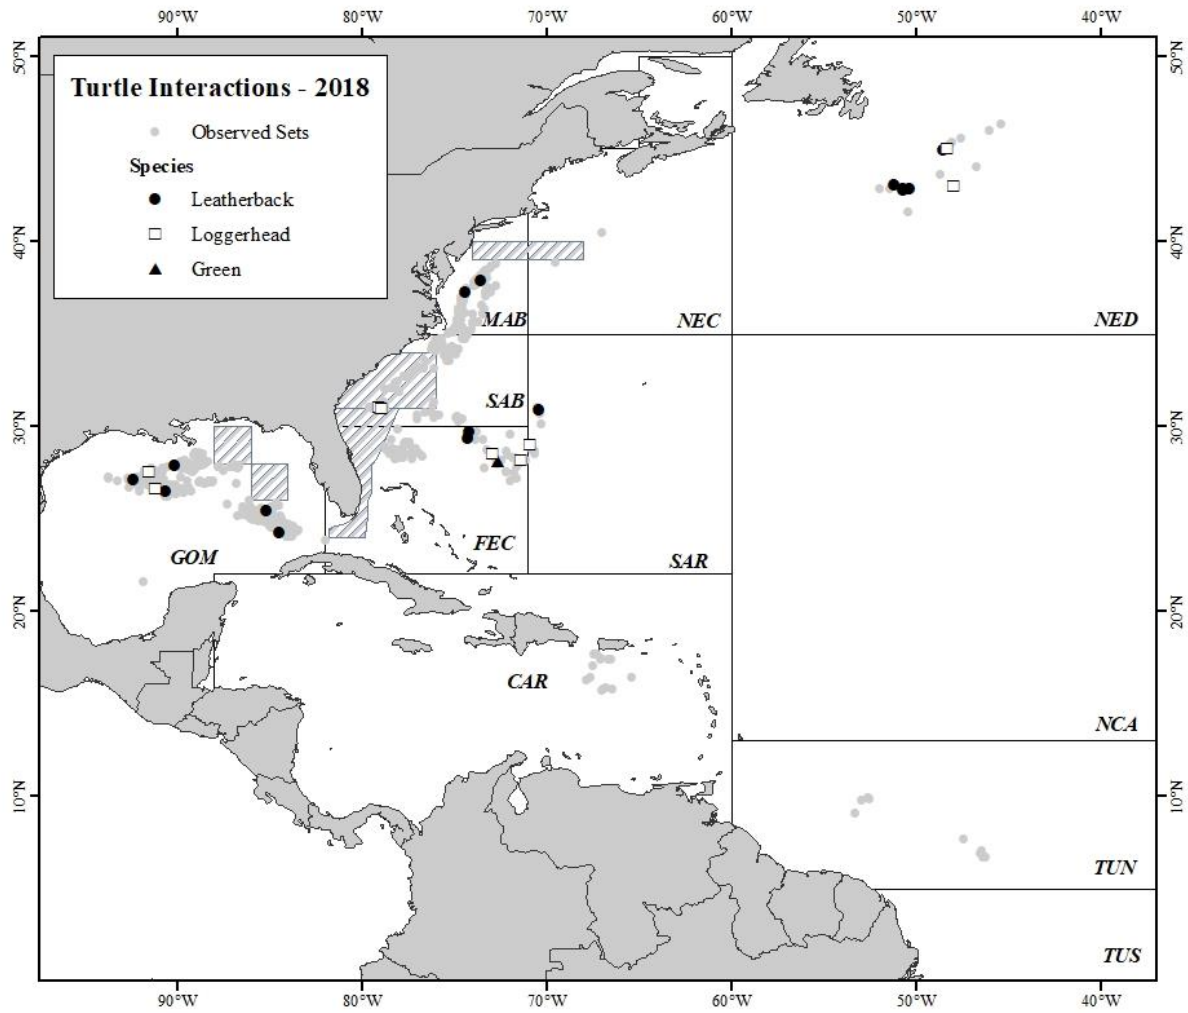 90°W 80°W 70°W 60°W 50°W 40°W
50°N 50°N
Turtle Interactions - 2018
Observed Sets
Species
Leatherback
Loggerhead
Green
40°N 40°N
MAB NEC NED
SAB
30°N 30°N
GOM FEC SAR
20°N 20°N
CAR
NCA
10°N 10°N
TUN
TUS
90°W 80°W 70°W 60°W 50°W 40°W